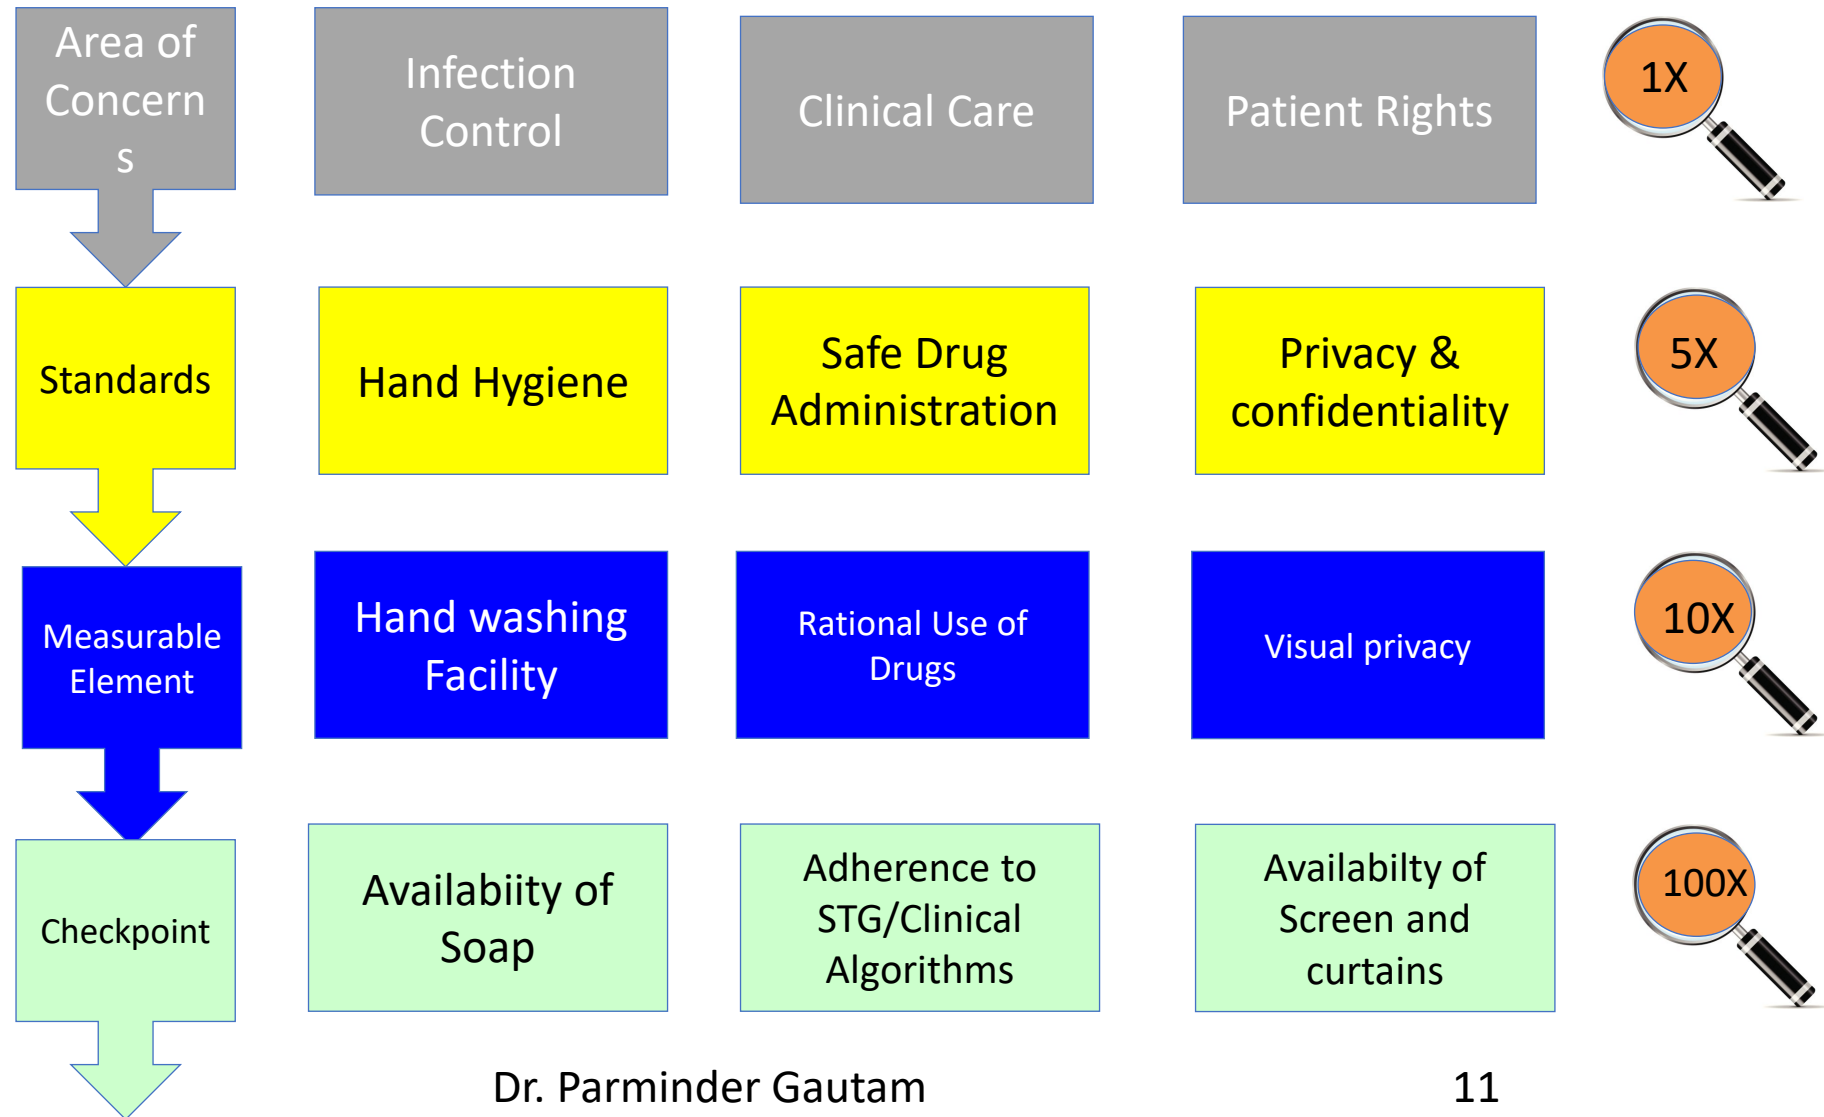 Area of
Concern
s
Infection
Control
Clinical Care
Patient Rights
1X
Standards
Hand Hygiene
Safe Drug
Administration
Privacy &
confidentiality
5X
Measurable
Element
Hand washing
Facility
Rational Use of
Drugs
Visual privacy
10X
Checkpoint
Availabiity of
Soap
Adherence to
STG/Clinical
Algorithms
Availabilty of
Screen and
curtains
100X
Dr. Parminder Gautam
11